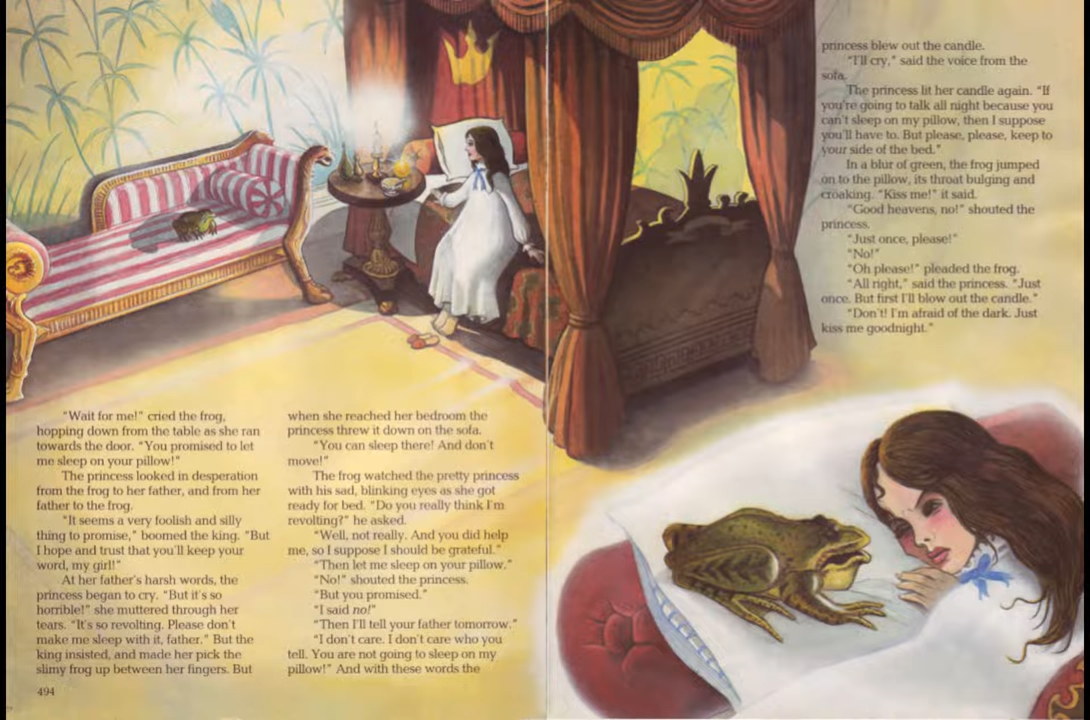 "Wait for me!" cried the frog,
hopping down from the table as she ran
towards the door. "You promised to let
me sleep on your pillow!"
The princess looked in desperation
from the frog to her father, and from her
father to the frog.
"It seems a very foolish and silly
thing to promise," boomed the king. "But
I hope and trust that you'll keep your
word, my girl!"
At her father's harsh words, the
princess began to cry. "But it's so
horrible!" she muttered through her
tears. "It's so revolting. Please don't
make me sleep with it, father." But the
king insisted, and made her pick the
slimy frog up between her fingers. But
494
when she reached her bedroom the
princess threw it down on the sofa.
"You can sleep there! And don't
move!"
The frog watched the pretty princess
with his sad, blinking eyes as she got
ready for bed. "Do you really think I'm
revolting?" he asked.
"Well, not really. And you did help
me, so I suppose I should be grateful."
"Then let me sleep on your pillow."
"No!" shouted the princess.
"But you promised."
"I said no!"
"Then I'll tell your father tomorrow."
"I don't care. I don't care who you
tell. You are not going to sleep on my
pillow!" And with these words the
princess blew out the candle.
"I'll cry," said the voice from the
sofa.
The princess lit her candle again. "If
you're going to talk all night because you
can't sleep on my pillow, then I suppose
you'll have to. But please, please, keep to
your side of the bed."
In a blur of green, the frog jumped
on to the pillow, its throat bulging and
croaking. "Kiss me!" it said.
"Good heavens, no!" shouted the
princess.
"Just once, please!"
"No!"
"Oh please!" pleaded the frog.
"All right," said the princess. "Just
once. But first I'll blow out the candle."
"Don't! I'm afraid of the dark. Just
kiss me goodnight."